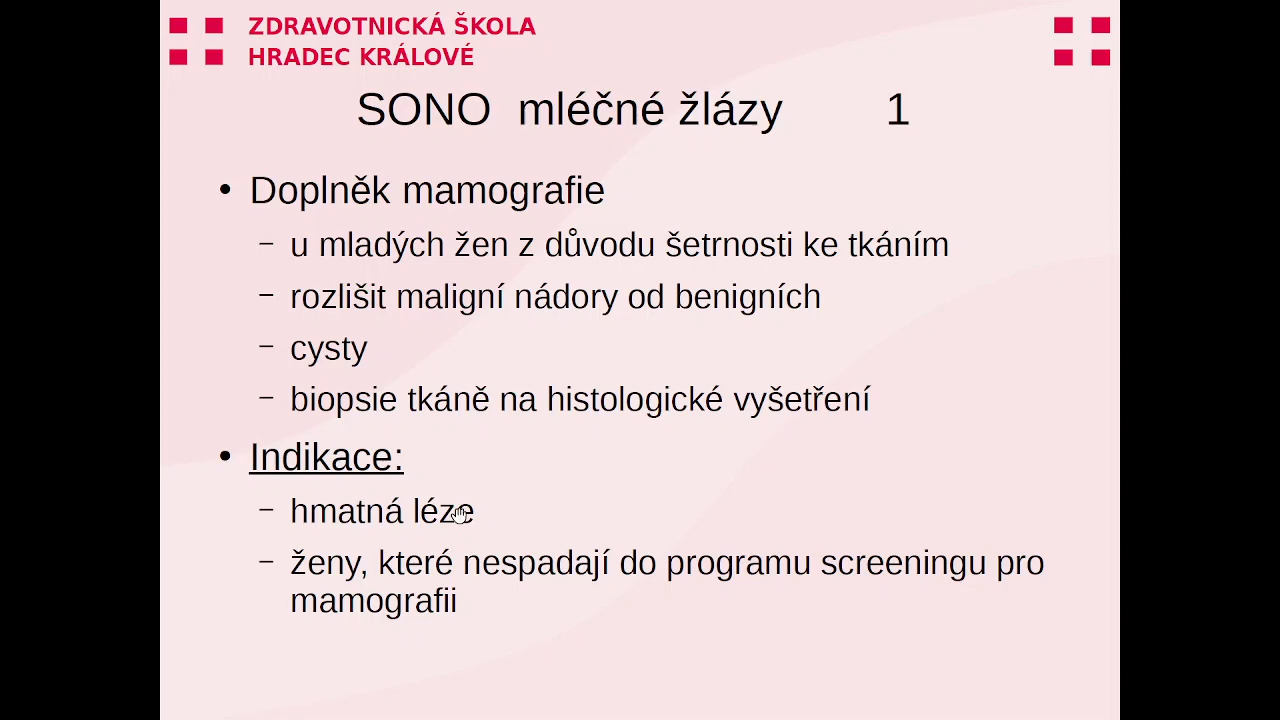 ZDRAVOTNICKÁ ŠKOLA
HRADEC KRÁLOVÉ
SONO mléčné žlázy 1
• Doplněk mamografie
– u mladých žen z důvodu šetrnosti ke tkáním
– rozlišit maligní nádory od benigních
– cysty
– biopsie tkáně na histologické vyšetření
• Indikace:
– hmatná léze
– ženy, které nespadají do programu screeningu pro
mamografii